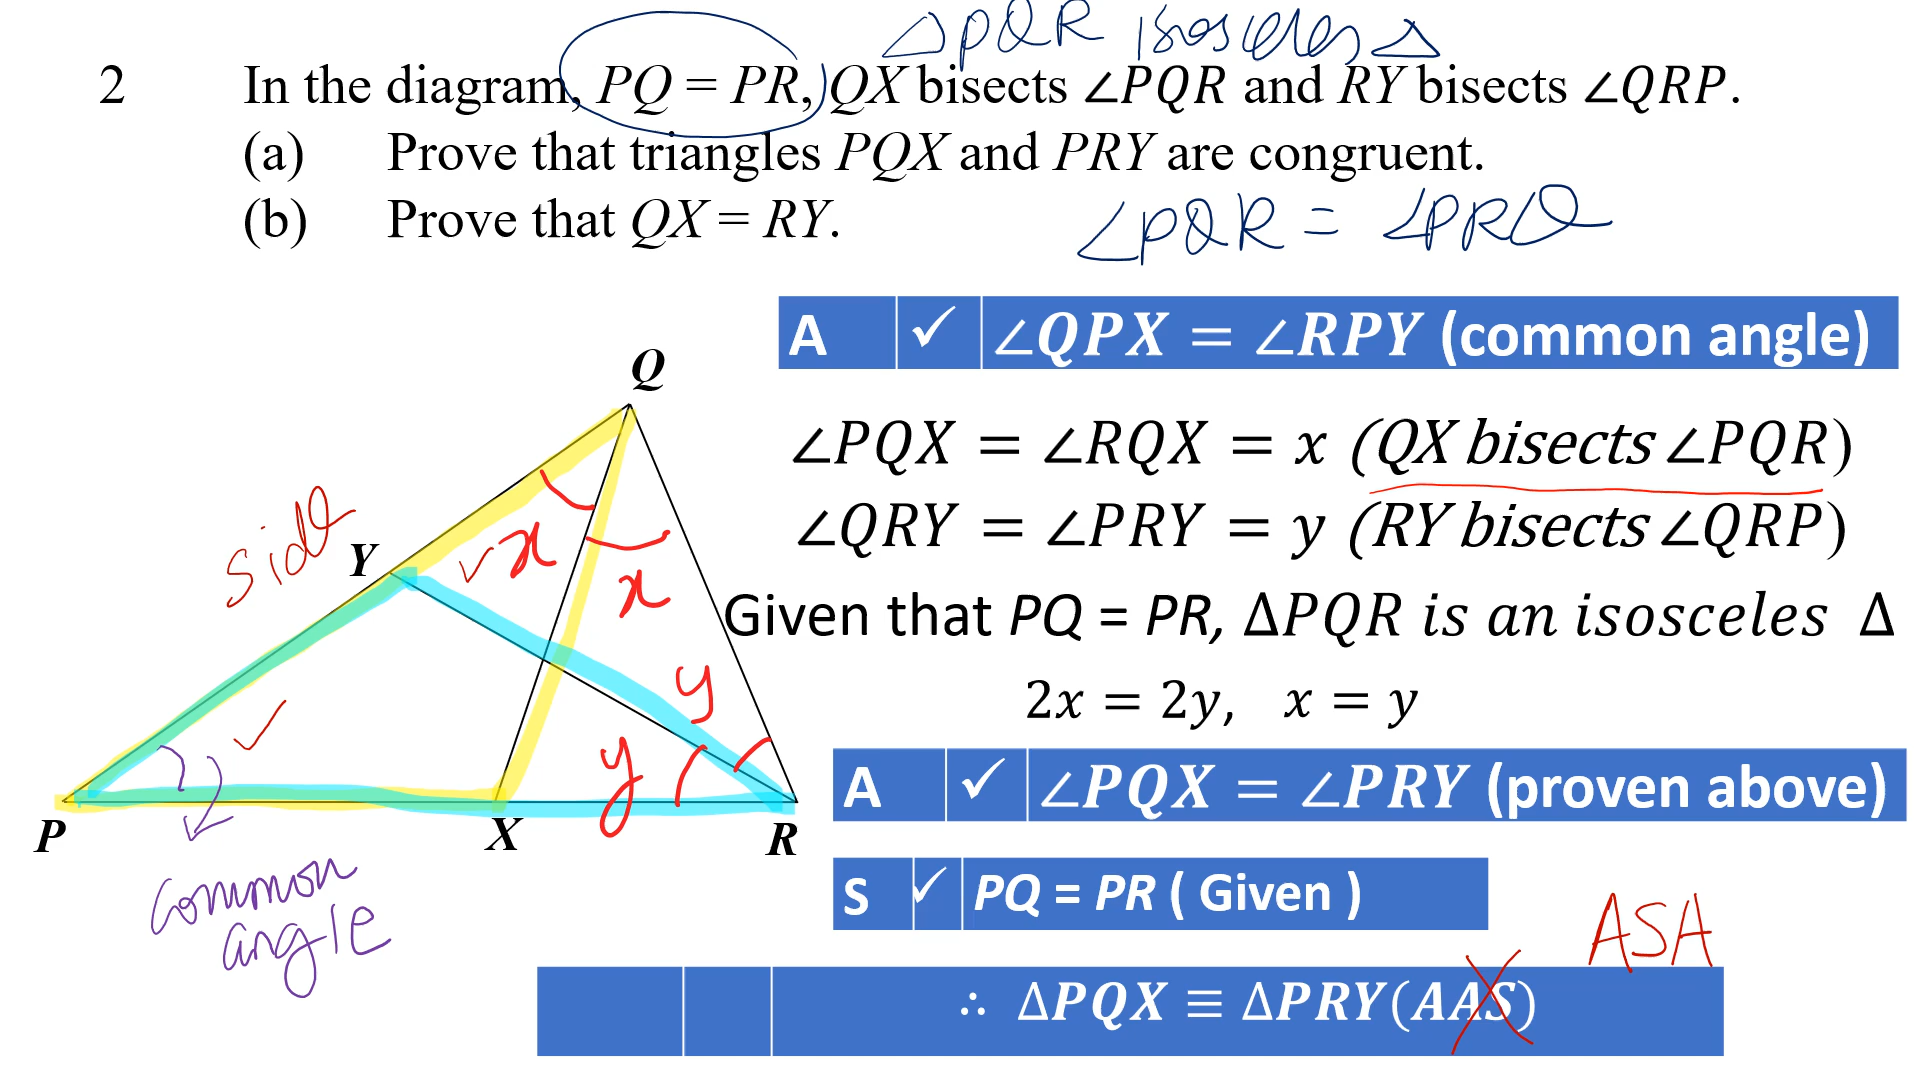 △PQR isosceles △
2 In the diagram, PQ = PR, QX bisects ∠PQR and RY bisects ∠QRP.
(a) Prove that triangles PQX and PRY are congruent.
(b) Prove that QX = RY.
∠PQR = ∠PRQ
A ✓ ∠QPX = ∠RPY (common angle)
Q
∠PQX = ∠RQX = x (QX bisects ∠PQR)
∠QRY = ∠PRY = y (RY bisects ∠QRP)
side
Y
x
x
Given that PQ = PR, ΔPQR is an isosceles Δ
2x = 2y, x = y
y
y
A ✓ ∠PQX = ∠PRY (proven above)
P
X
R
common
angle
S ✓ PQ = PR ( Given )
ASA
∴ ΔPQX ≡ ΔPRY(AAS)